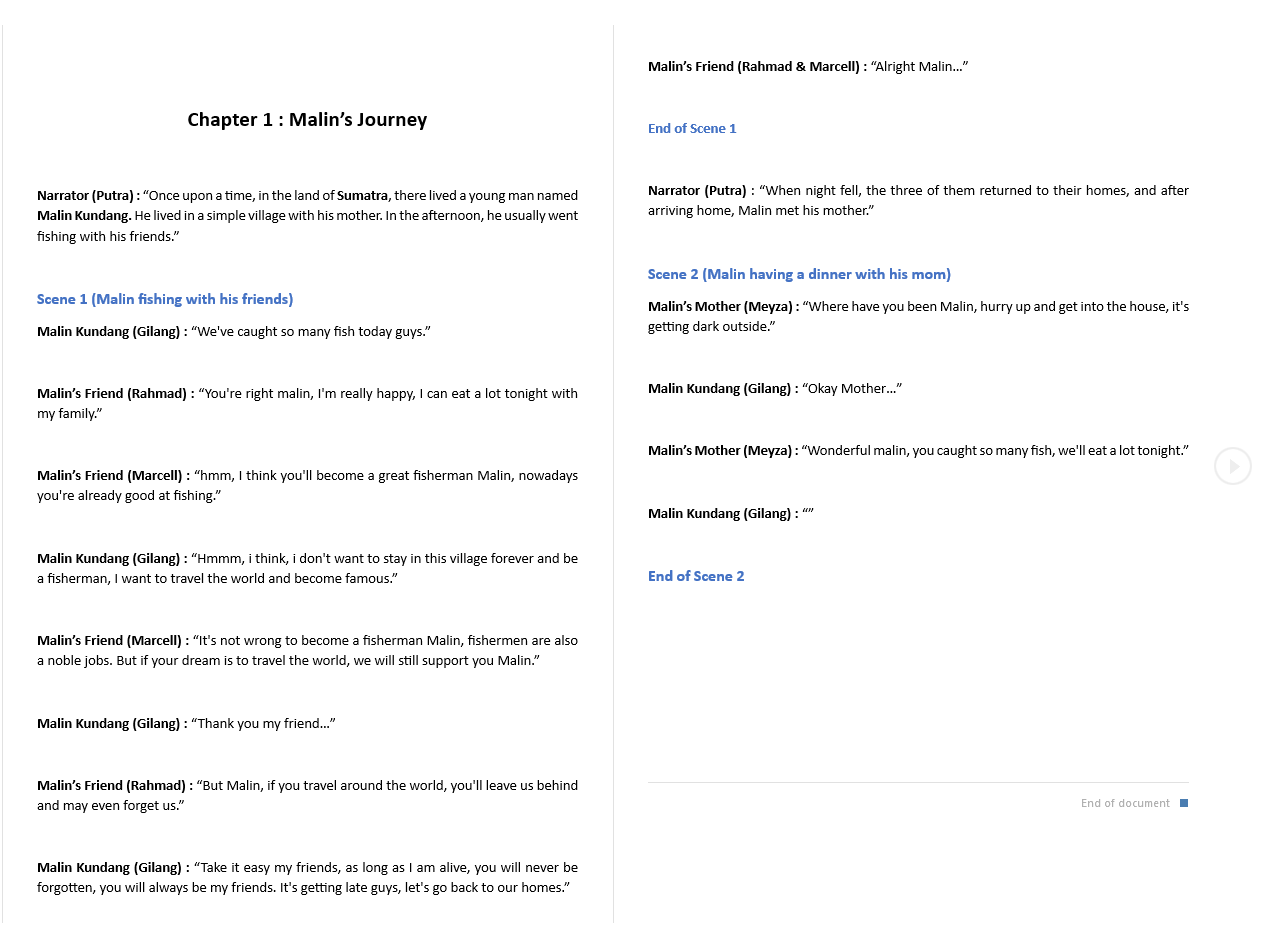 Chapter 1 : Malin’s Journey
Narrator (Putra) : “Once upon a time, in the land of Sumatra, there lived a young man named
Malin Kundang. He lived in a simple village with his mother. In the afternoon, he usually went
fishing with his friends.”
Scene 1 (Malin fishing with his friends)
Malin Kundang (Gilang) : “We've caught so many fish today guys.”
Malin’s Friend (Rahmad) : “You're right malin, I'm really happy, I can eat a lot tonight with
my family.”
Malin’s Friend (Marcell) : “hmm, I think you'll become a great fisherman Malin, nowadays
you're already good at fishing.”
Malin Kundang (Gilang) : “Hmmm, i think, i don't want to stay in this village forever and be
a fisherman, I want to travel the world and become famous.”
Malin’s Friend (Marcell) : “It's not wrong to become a fisherman Malin, fishermen are also
a noble jobs. But if your dream is to travel the world, we will still support you Malin.”
Malin Kundang (Gilang) : “Thank you my friend…”
Malin’s Friend (Rahmad) : “But Malin, if you travel around the world, you'll leave us behind
and may even forget us.”
Malin Kundang (Gilang) : “Take it easy my friends, as long as I am alive, you will never be
forgotten, you will always be my friends. It's getting late guys, let's go back to our homes.”
Malin’s Friend (Rahmad & Marcell) : “Alright Malin…”
End of Scene 1
Narrator (Putra) : “When night fell, the three of them returned to their homes, and after
arriving home, Malin met his mother.”
Scene 2 (Malin having a dinner with his mom)
Malin’s Mother (Meyza) : “Where have you been Malin, hurry up and get into the house, it's
getting dark outside.”
Malin Kundang (Gilang) : “Okay Mother…”
Malin’s Mother (Meyza) : “Wonderful malin, you caught so many fish, we'll eat a lot tonight.”
Malin Kundang (Gilang) : “”
End of Scene 2
End of document